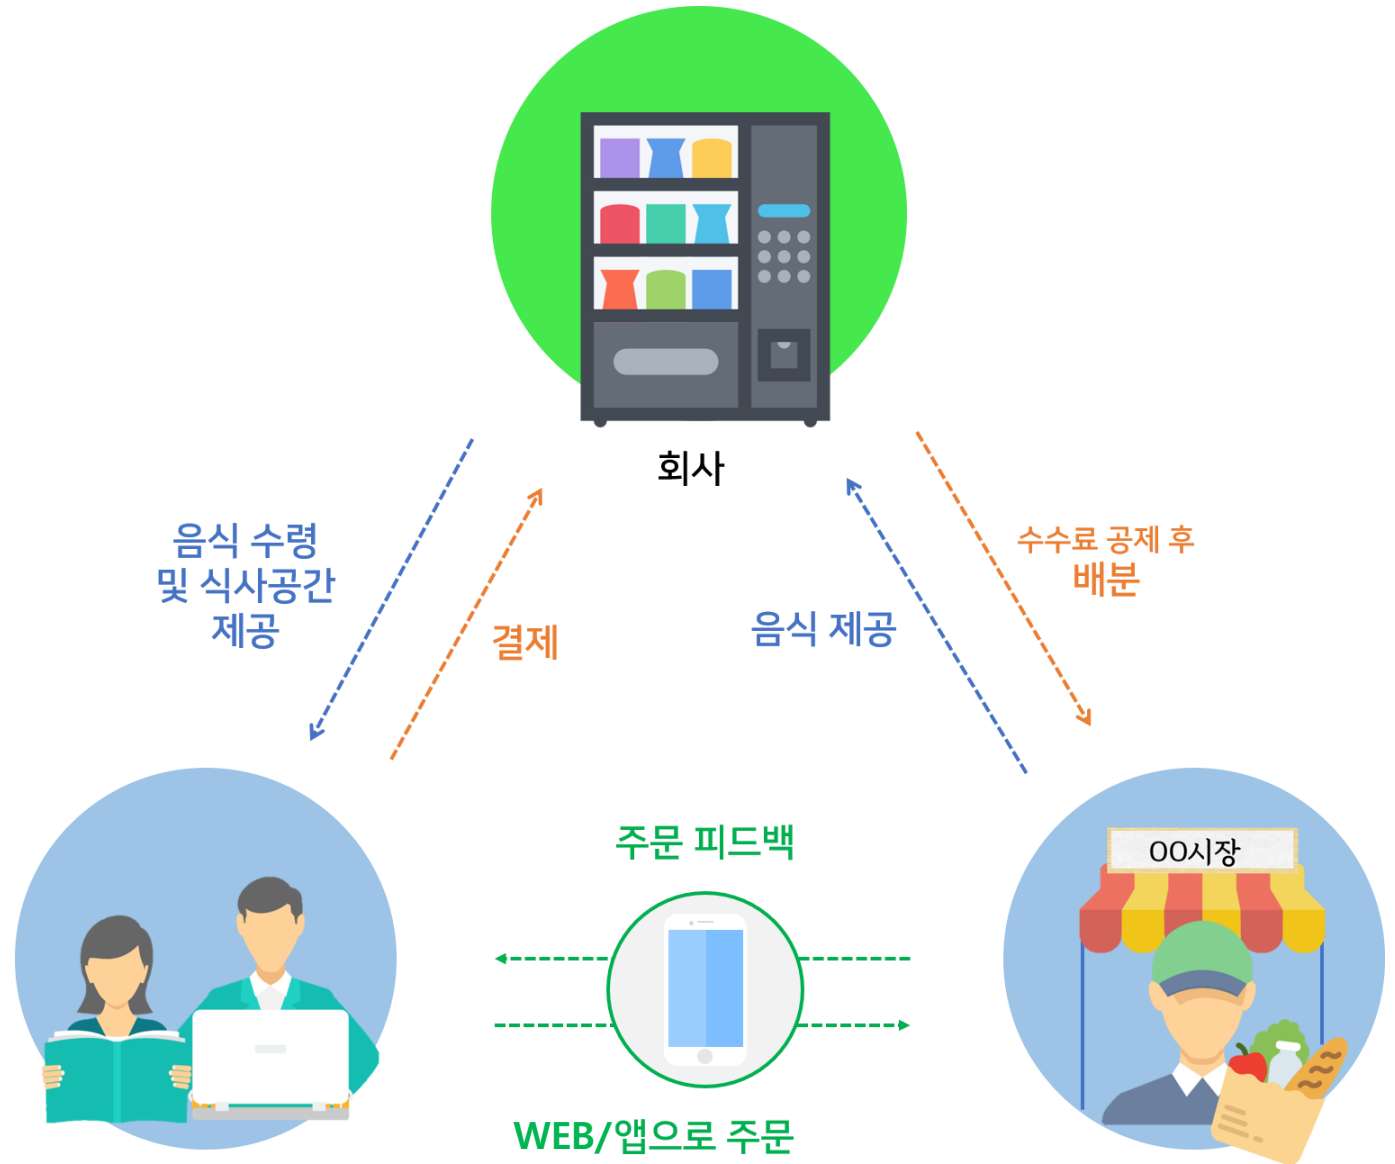 회사
음식 수령
및 식사공간
제공
결제
음식 제공
수수료 공제 후
배분
주문 피드백
OO시장
WEB/앱으로 주문